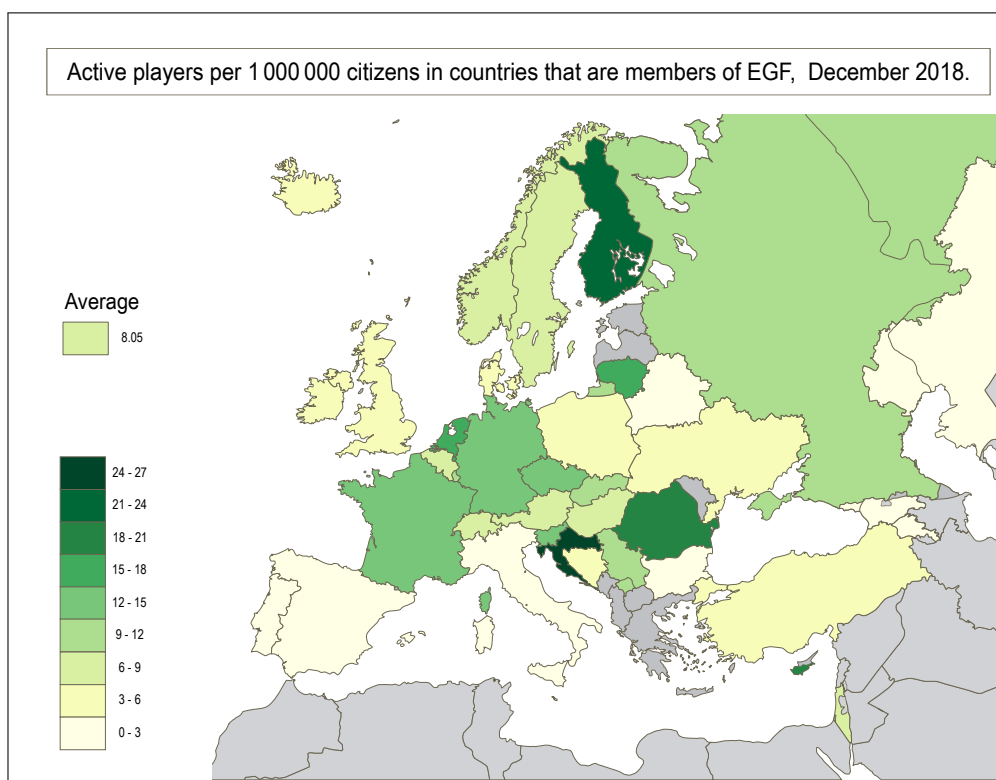 Active players per 1 000 000 citizens in countries that are members of EGF, December 2018.
Average
8.05
24 - 27
21 - 24
18 - 21
15 - 18
12 - 15
9 - 12
6 - 9
3 - 6
0 - 3